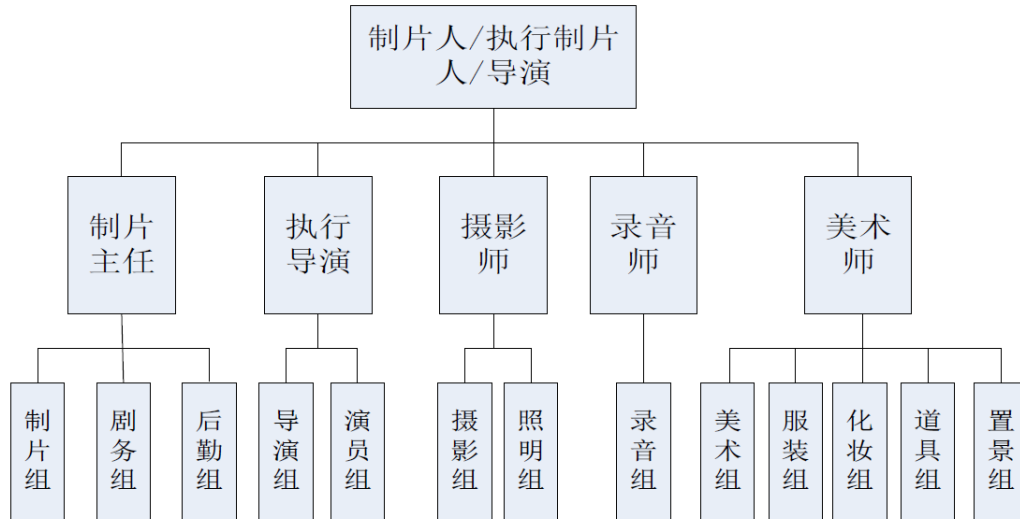 制片人/执行制片
人/导演
制片
主任
执行
导演
摄影
师
录音
师
美术
师
制片组
剧务组
后勤组
导演组
演员组
摄影组
照明组
录音组
美术组
服装组
化妆组
道具组
置景组